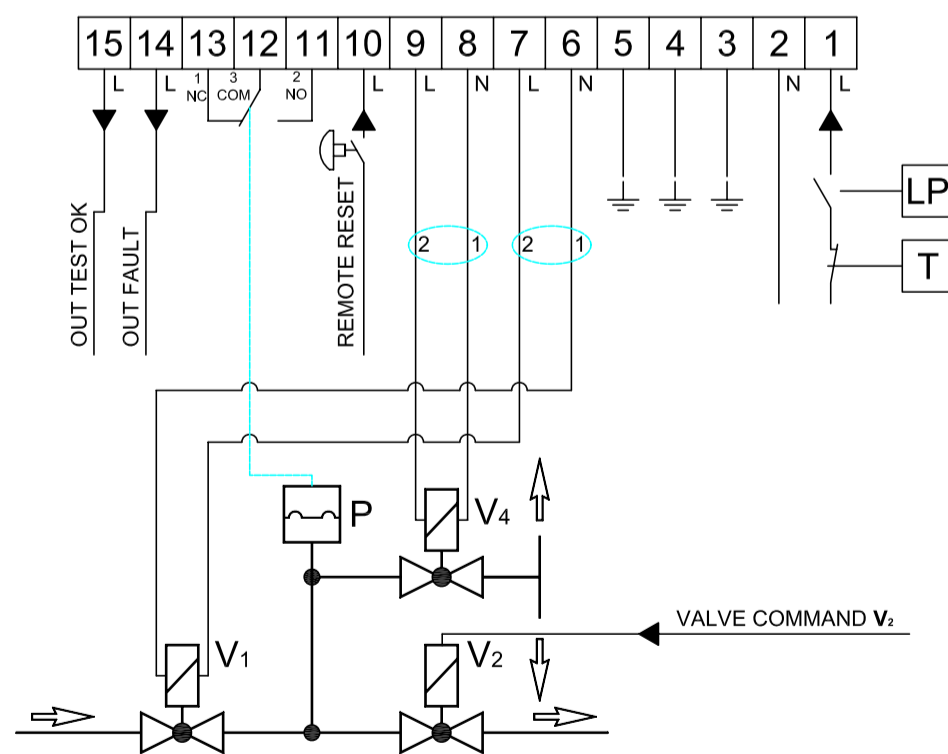 15 14 13 12 11 10 9 8 7 6 5 4 3 2 1
L L 1 NC 3 COM 2 NO L L N L N N L
OUT TEST OK
OUT FAULT
REMOTE RESET
2 1 2 1
LP
T
P
V4
VALVE COMMAND V2
V1
V2